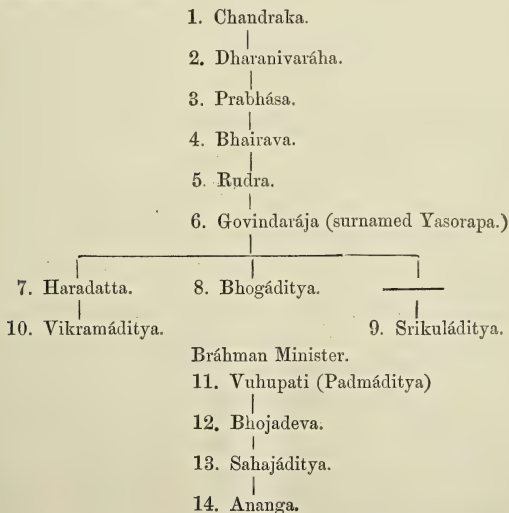 1. Chandraka.
2. Dharanivaráha.
3. Prabhása.
4. Bhairava.
5. Rudra.
6. Govindarája (surnamed Yasorapa.)
7. Haradatta. 8. Bhogáditya.
10. Vikramáditya. 9. Srikuláditya.
Bráhman Minister.
11. Vuhupati (Padmáditya)
12. Bhojadeva.
13. Sahajáditya.
14. Ananga.